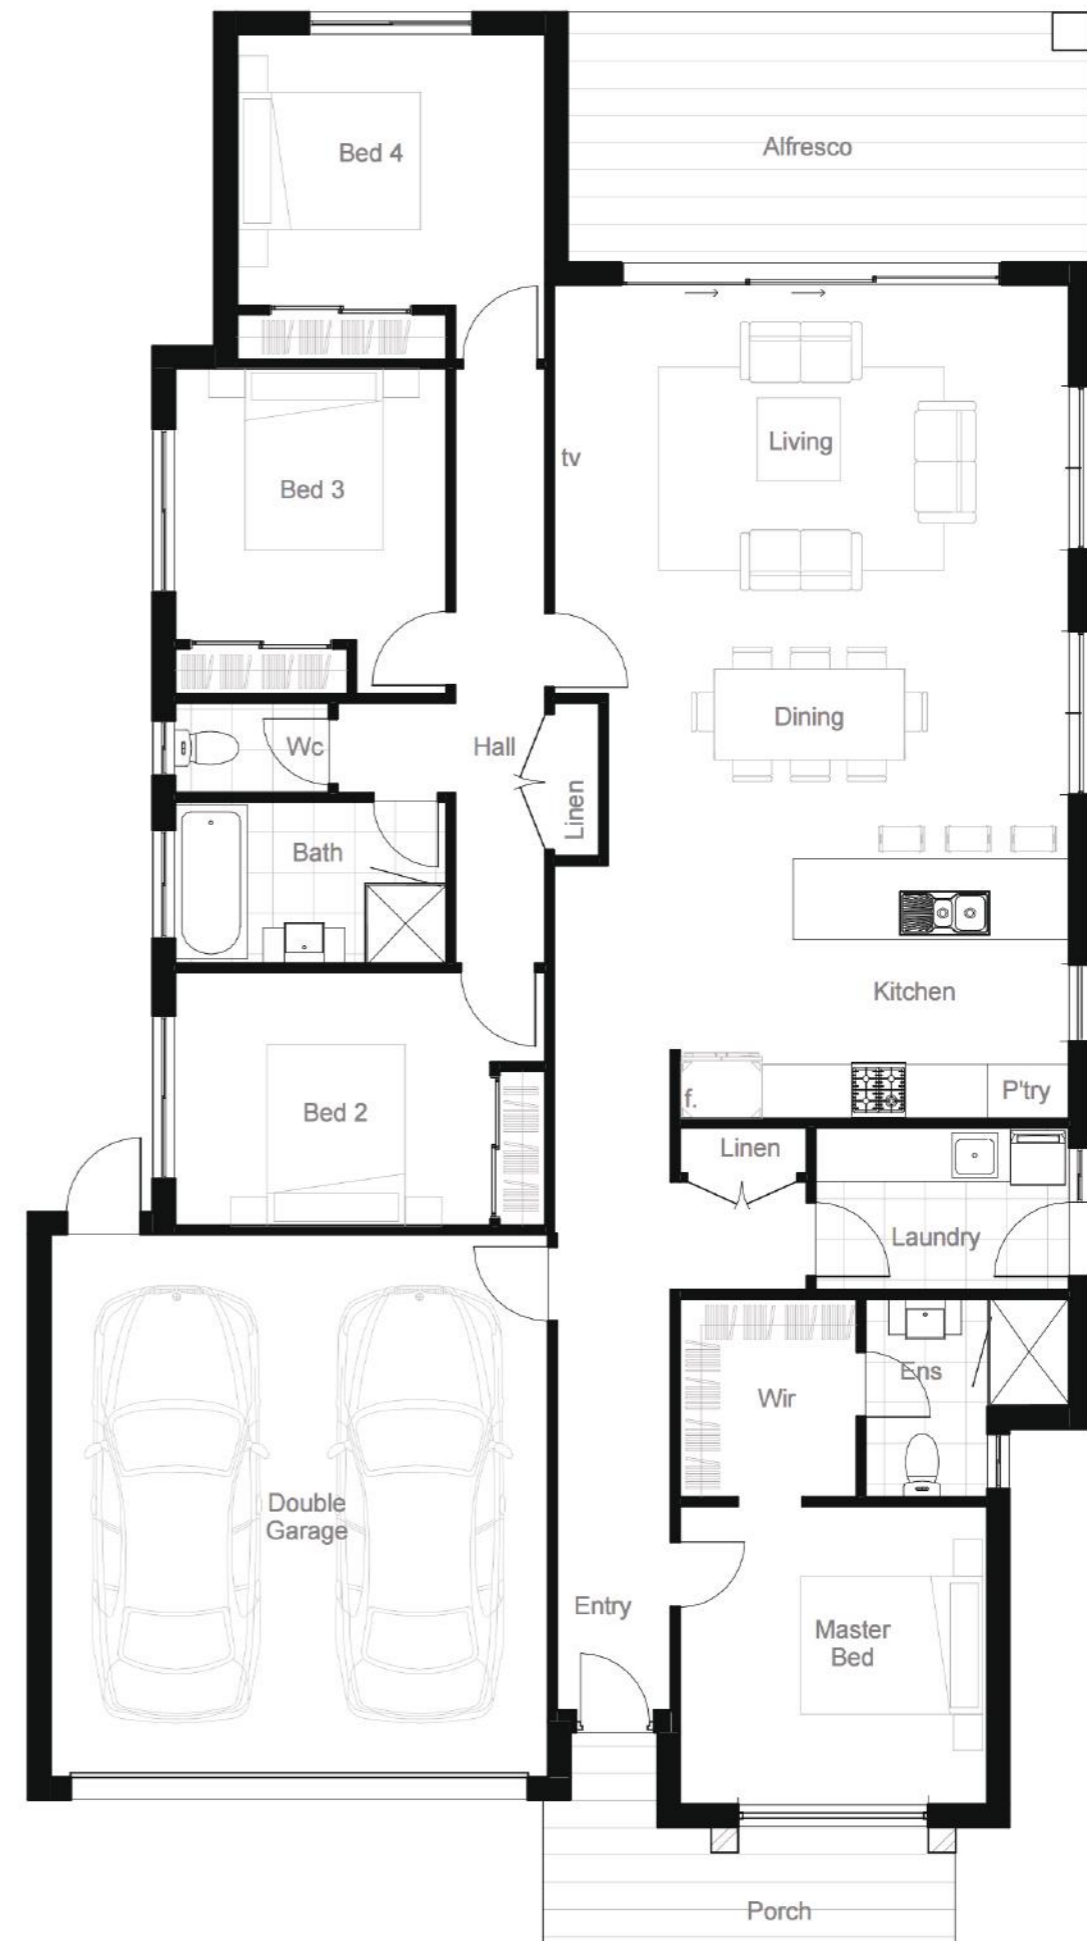 Bed 4
Alfresco
Living
tv
Bed 3
Dining
Wc
Hall
Linen
Bath
Kitchen
f.
P'try
Bed 2
Linen
Laundry
Ens
Wir
Double
Garage
Entry
Master
Bed
Porch